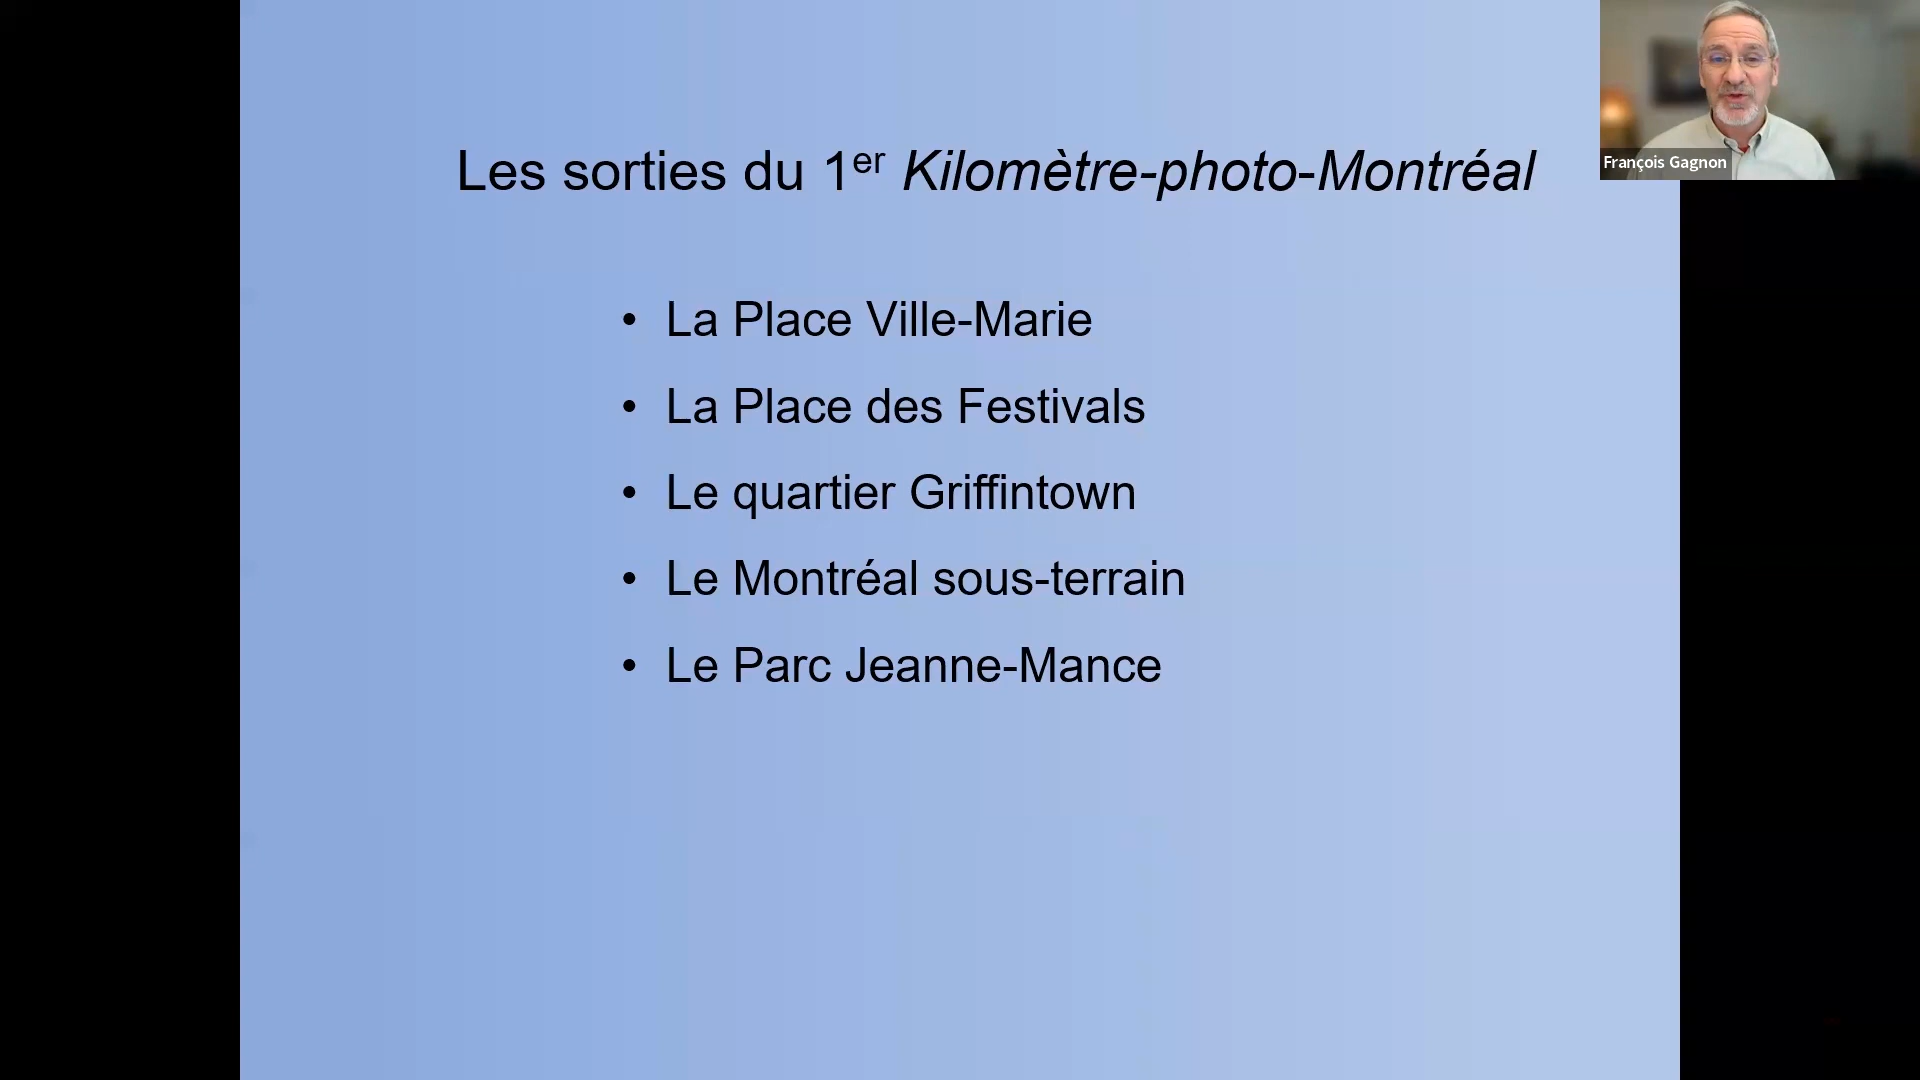 Les sorties du 1er Kilomètre-photo-Montréal
François Gagnon
• La Place Ville-Marie
• La Place des Festivals
• Le quartier Griffintown
• Le Montréal sous-terrain
• Le Parc Jeanne-Mance